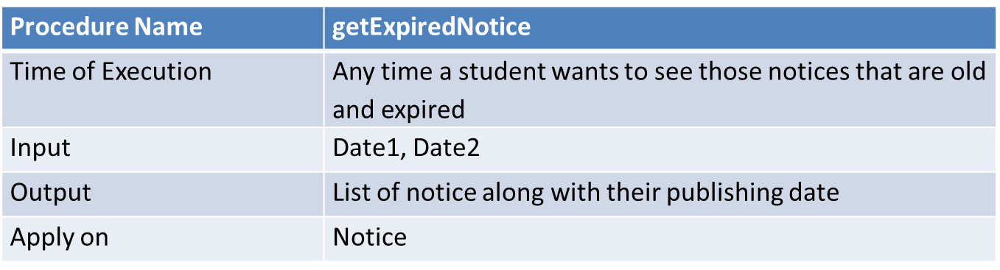 Procedure Name getExpiredNotice
Time of Execution Any time a student wants to see those notices that are old
and expired
Input Date1, Date2
Output List of notice along with their publishing date
Apply on Notice